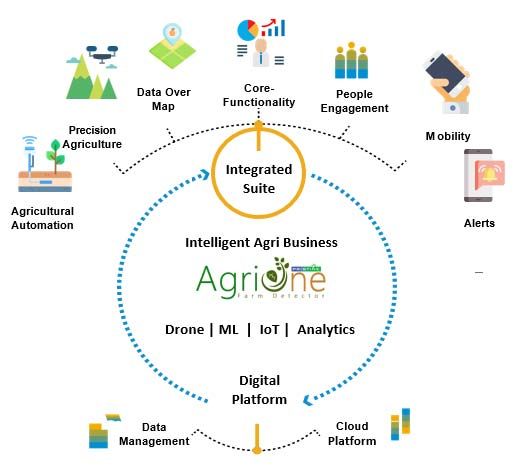 Core-
Functionality
Data Over
Map
People
Engagement
Precision
Agriculture
Mobility
Agricultural
Automation
Alerts
Integrated
Suite
Intelligent Agri Business
AgriOne
Farm Detector
Drone | ML | IoT | Analytics
Digital
Platform
Data
Management
Cloud
Platform